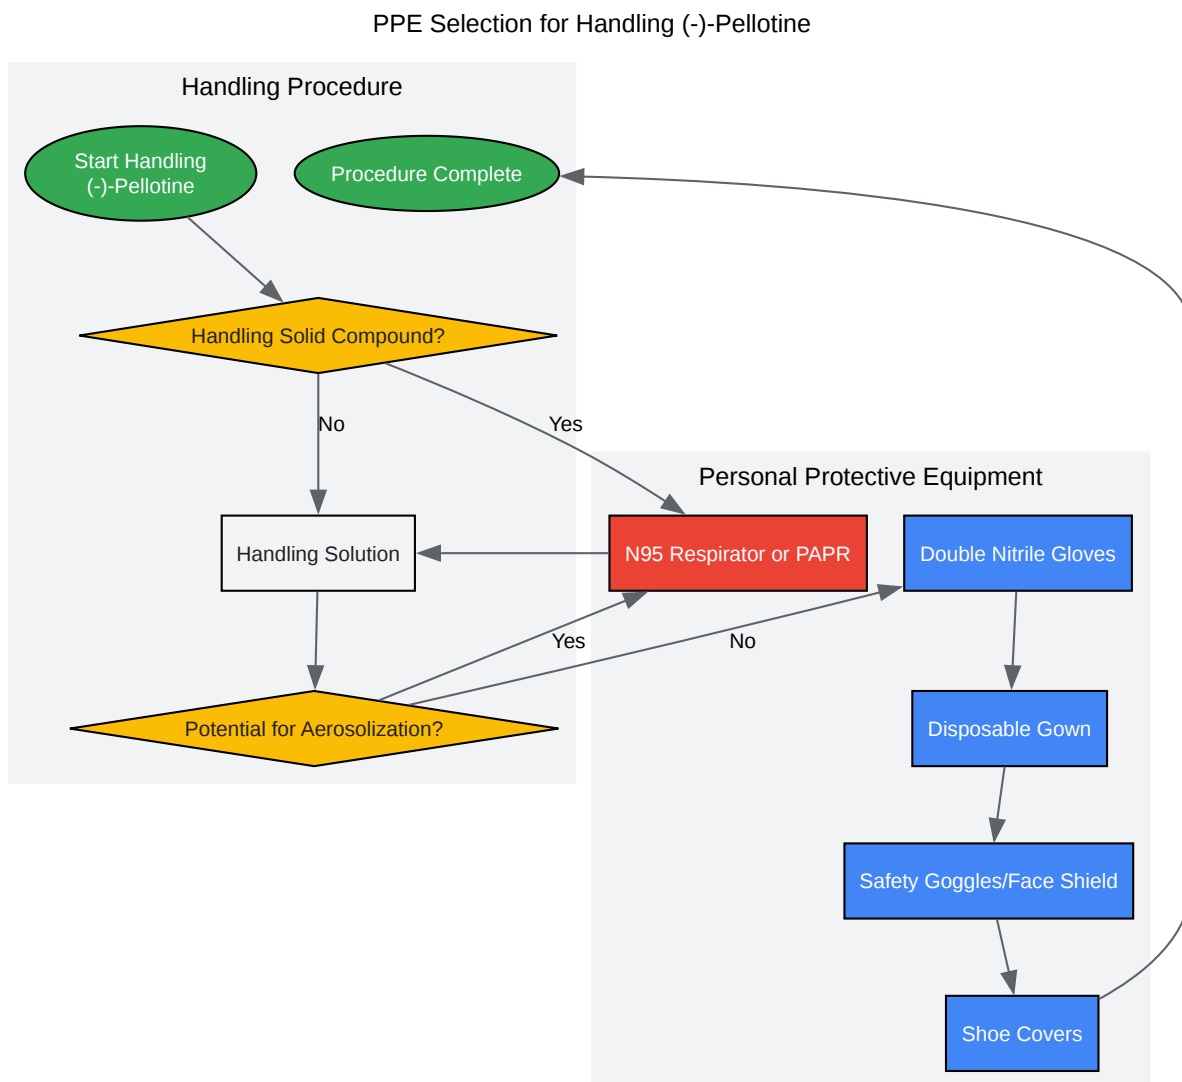 PPE Selection for Handling (-)-Pellotine
Handling Procedure
Start Handling
(-)-Pellotine
Procedure Complete
Handling Solid Compound?
No
Yes
Personal Protective Equipment
Handling Solution
N95 Respirator or PAPR
Double Nitrile Gloves
Yes
No
Potential for Aerosolization?
Disposable Gown
Safety Goggles/Face Shield
Shoe Covers